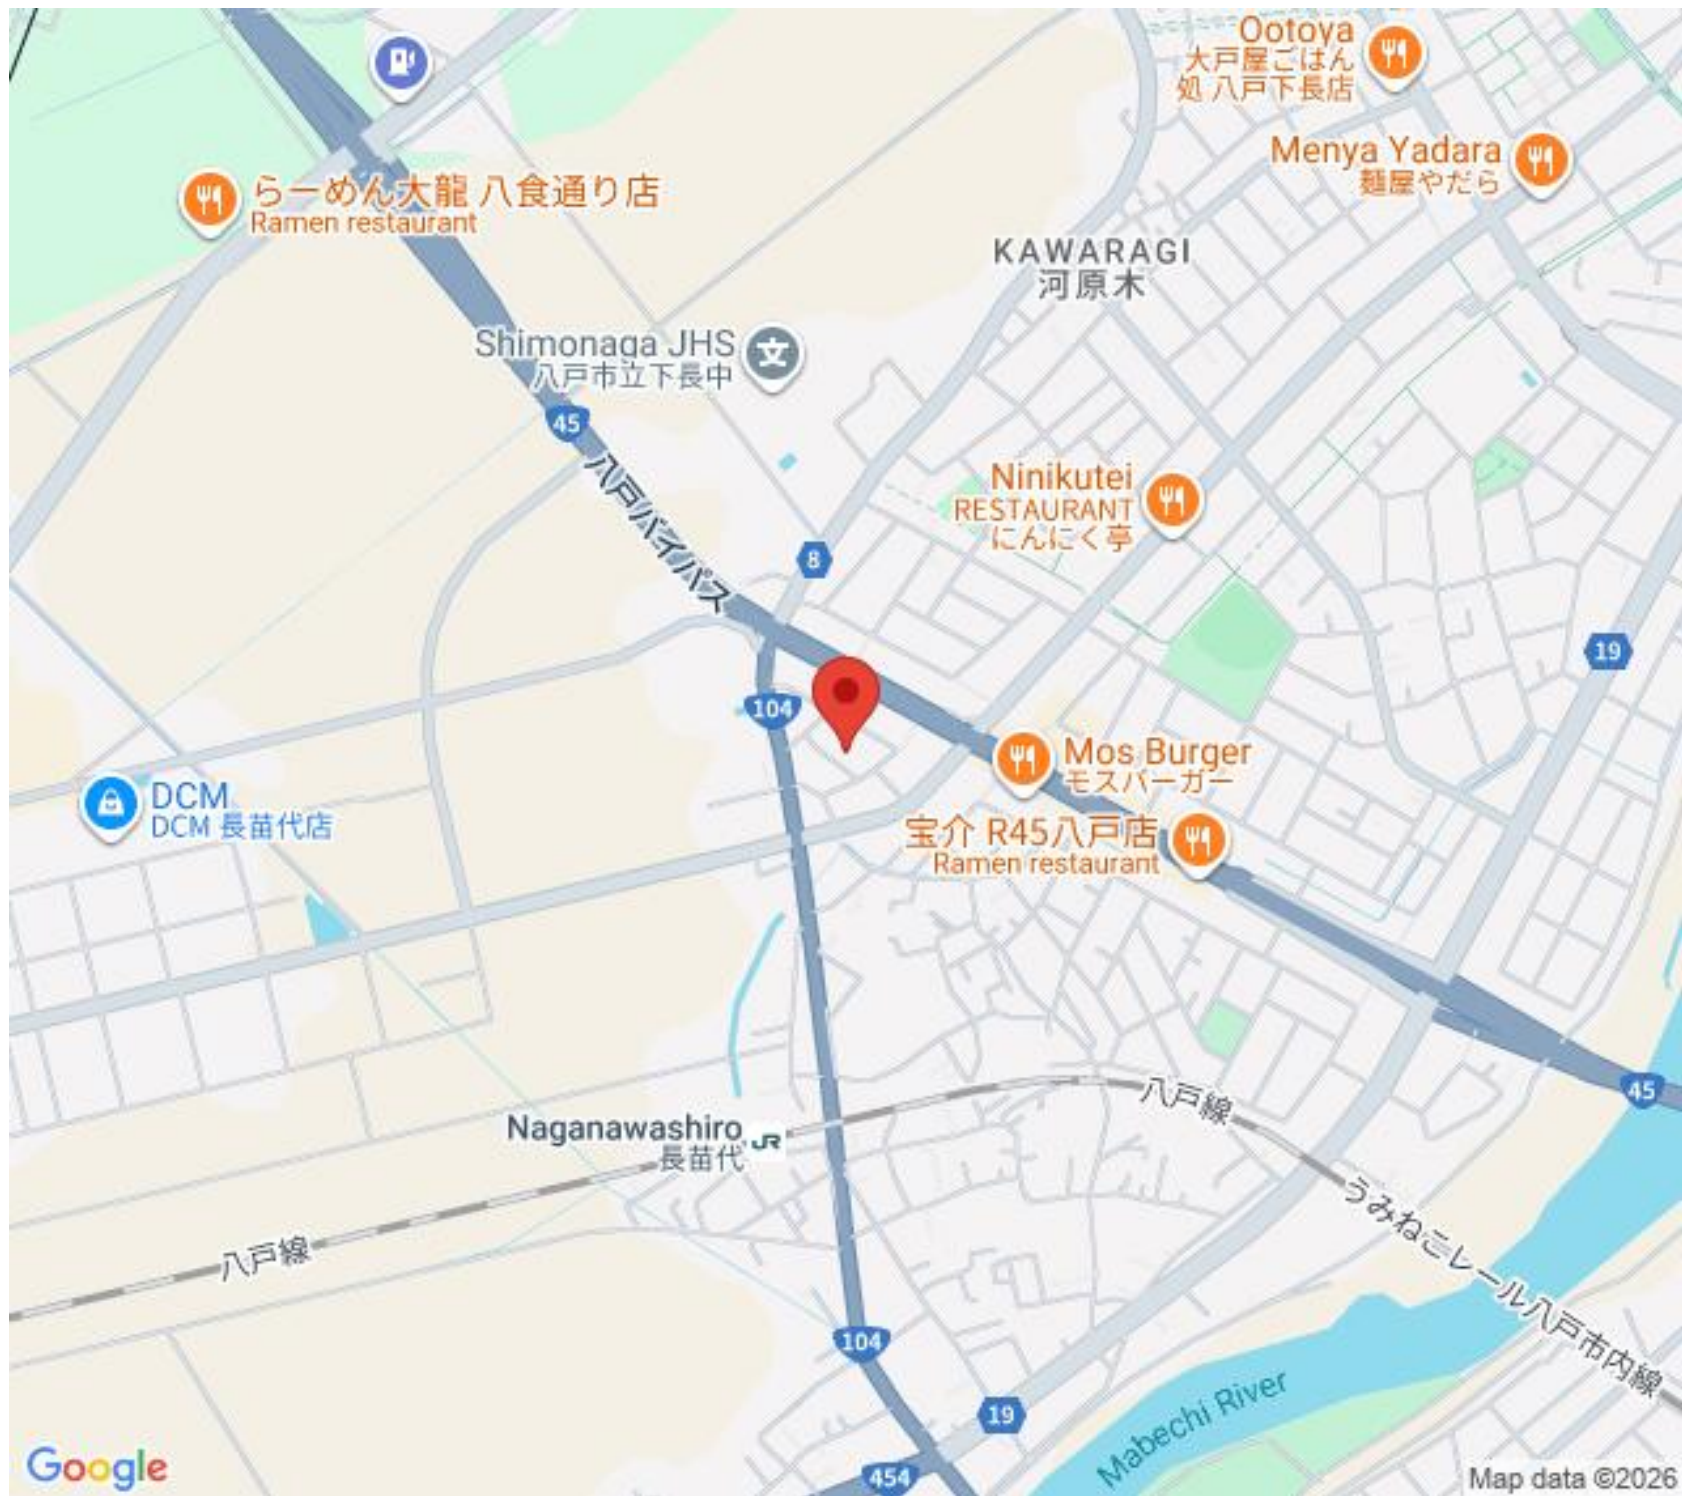 Ootoya
大戸屋ごはん
処 八戸下長店
Menya Yadara
麺屋やだら
らーめん大龍 八食通り店
Ramen restaurant
KAWARAGI
河原木
Shimonaga JHS
八戸市立下長中
45
八戸バイパス
Ninikutei
RESTAURANT
にんにく亭
8
19
104
Mos Burger
モスバーガー
DCM
DCM 長苗代店
宝介 R45八戸店
Ramen restaurant
45
Naganawashiro
長苗代
JR
八戸線
八戸線
うみねこレール八戸市内線
104
19
Mabechi River
454
Google
Map data ©2026